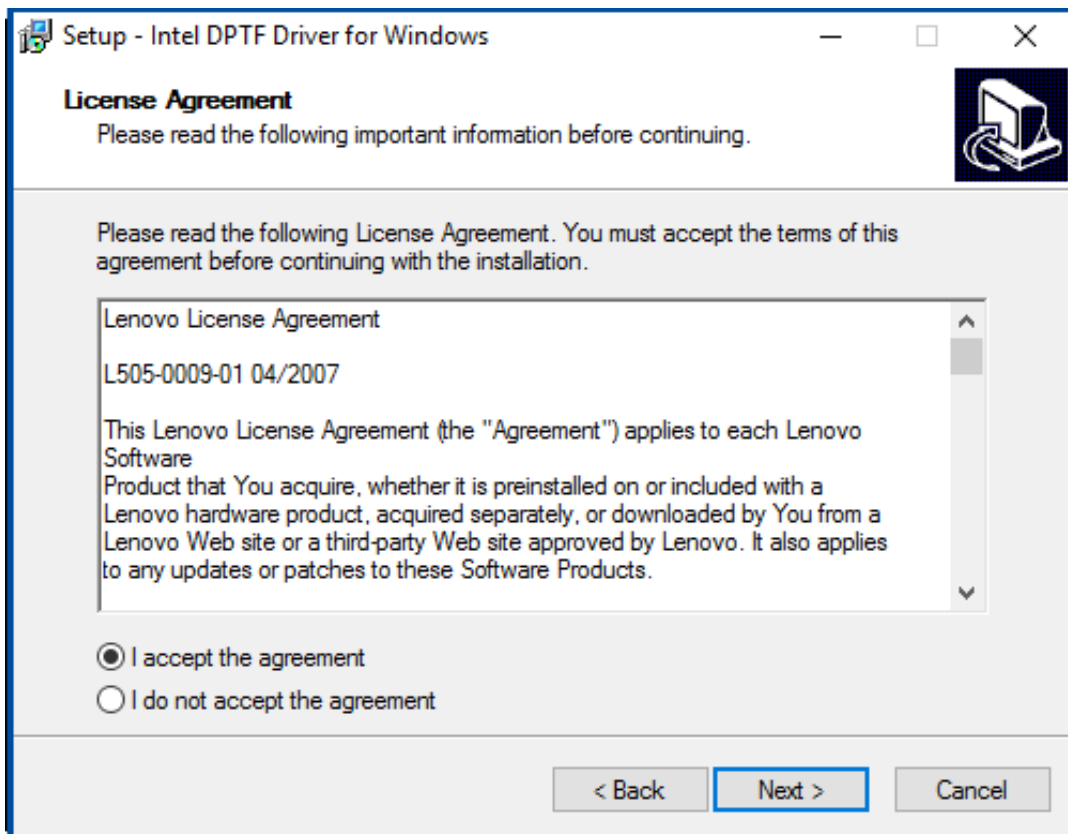 Setup - Intel DPTF Driver for Windows
License Agreement
Please read the following important information before continuing.
Please read the following License Agreement. You must accept the terms of this
agreement before continuing with the installation.
Lenovo License Agreement
L505-0009-01 04/2007
This Lenovo License Agreement (the "Agreement") applies to each Lenovo
Software
Product that You acquire, whether it is preinstalled on or included with a
Lenovo hardware product, acquired separately, or downloaded by You from a
Lenovo Web site or a third-party Web site approved by Lenovo. It also applies
to any updates or patches to these Software Products.
I accept the agreement
I do not accept the agreement
< Back Next > Cancel